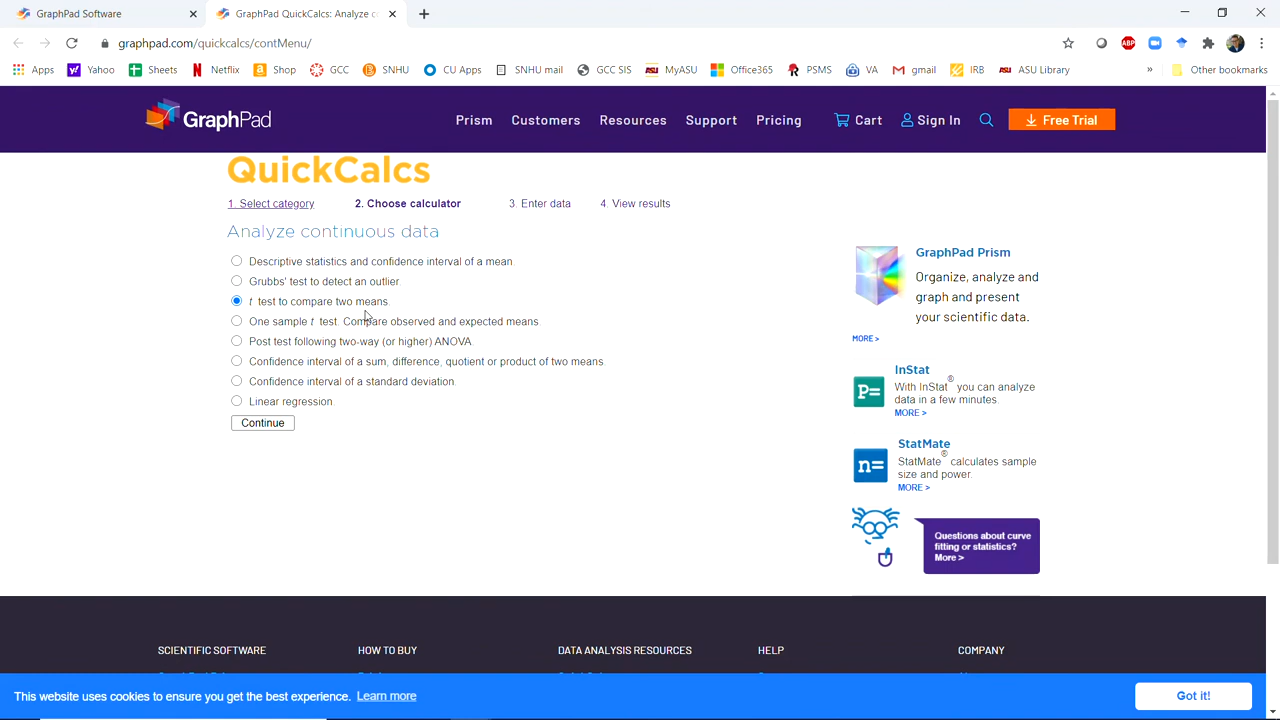 GraphPad Software
GraphPad QuickCalcs: Analyze c
graphpad.com/quickcalcs/contMenu/
ABP
Apps Yahoo Sheets Netflix Shop GCC SNHU CU Apps SNHU mail GCC SIS MyASU Office365 PSMS VA gmail IRB ASU Library » Other bookmarks
GraphPad
Prism Customers Resources Support Pricing Cart Sign In Free Trial
QuickCalcs
1. Select category 2. Choose calculator 3. Enter data 4. View results
Analyze continuous data
Descriptive statistics and confidence interval of a mean.
Grubbs' test to detect an outlier.
t test to compare two means.
One sample t test. Compare observed and expected means.
Post test following two-way (or higher) ANOVA.
Confidence interval of a sum, difference, quotient or product of two means.
Confidence interval of a standard deviation.
Linear regression.
Continue
GraphPad Prism
Organize, analyze and
graph and present
your scientific data.
MORE >
P=
InStat®
With InStat® you can analyze
data in a few minutes.
MORE >
n=
StatMate®
StatMate® calculates sample
size and power.
MORE >
Questions about curve
fitting or statistics?
More >
SCIENTIFIC SOFTWARE HOW TO BUY DATA ANALYSIS RESOURCES HELP COMPANY
This website uses cookies to ensure you get the best experience. Learn more
Got it!